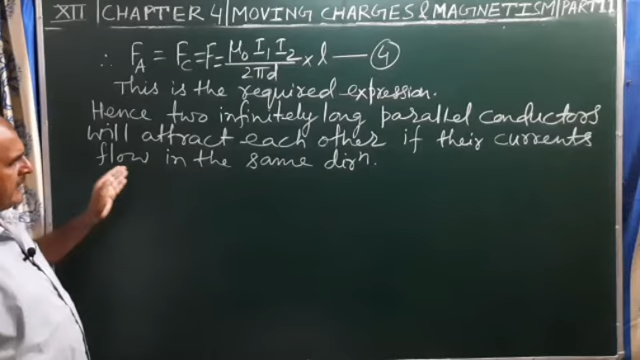 XII | CHAPTER 4 | MOVING CHARGES & MAGNETISM | PART 11
∴ F_A = F_C = F = μ₀ I₁ I₂ / 2πd × l — ④
This is the required expression.
Hence two infinitely long parallel conductors
will attract each other if their currents
flow in the same dirⁿ.